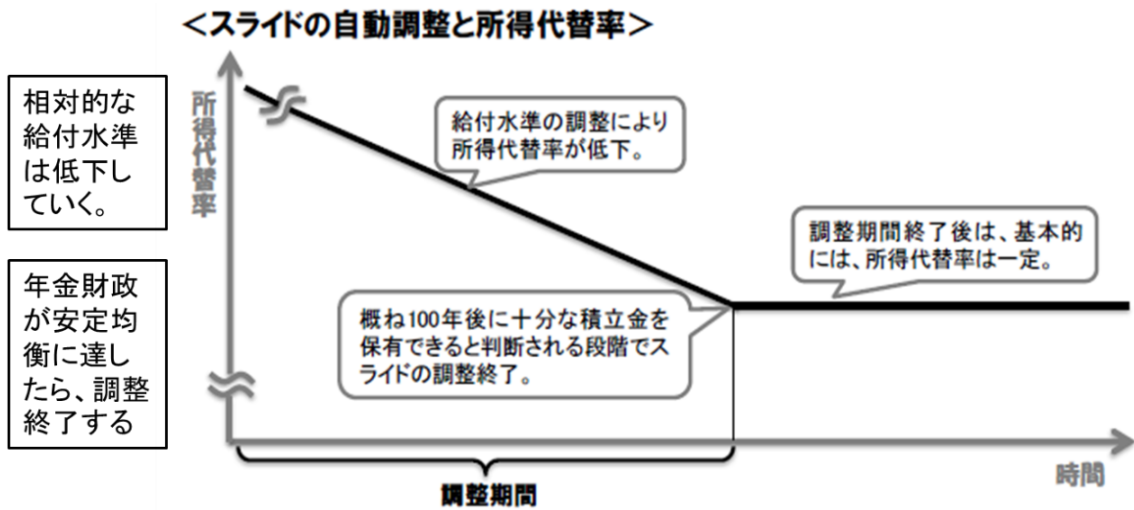 ＜スライドの自動調整と所得代替率＞
相対的な
給付水準
は低下し
ていく。
年金財政
が安定均
衡に達し
たら、調整
終了する
所得代替率
給付水準の調整により
所得代替率が低下。
調整期間終了後は、基本的
には、所得代替率は一定。
概ね100年後に十分な積立金を
保有できると判断される段階でス
ライドの調整終了。
時間
調整期間